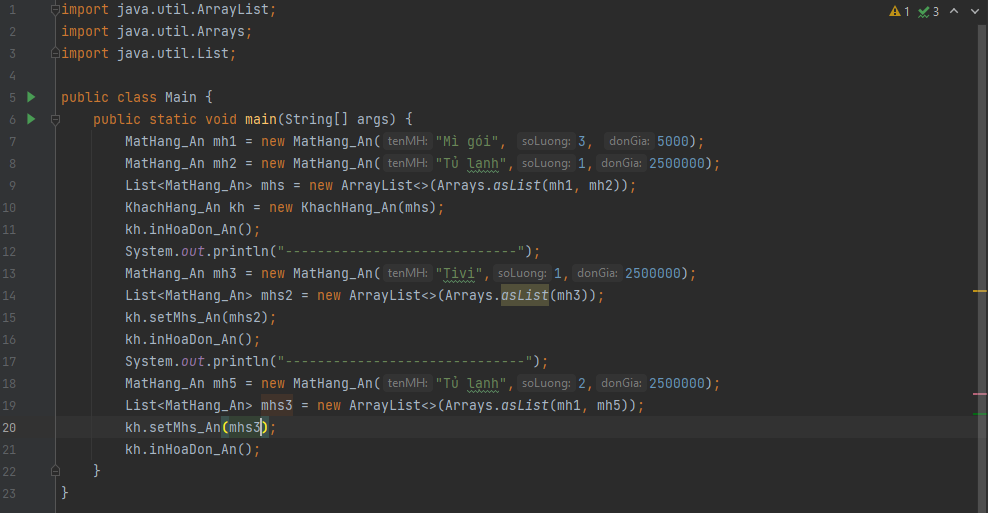 1 import java.util.ArrayList;
2 import java.util.Arrays;
3 import java.util.List;
4
5 public class Main {
6 public static void main(String[] args) {
7 MatHang_An mh1 = new MatHang_An( tenMH: "Mì gói", soLuong: 3, donGia: 5000);
8 MatHang_An mh2 = new MatHang_An( tenMH: "Tủ lạnh", soLuong: 1, donGia: 2500000);
9 List<MatHang_An> mhs = new ArrayList<>(Arrays.asList(mh1, mh2));
10 KhachHang_An kh = new KhachHang_An(mhs);
11 kh.inHoaDon_An();
12 System.out.println("-----------------------------");
13 MatHang_An mh3 = new MatHang_An( tenMH: "Tivi", soLuong: 1, donGia: 2500000);
14 List<MatHang_An> mhs2 = new ArrayList<>(Arrays.asList(mh3));
15 kh.setMhs_An(mhs2);
16 kh.inHoaDon_An();
17 System.out.println("------------------------------");
18 MatHang_An mh5 = new MatHang_An( tenMH: "Tủ lạnh", soLuong: 2, donGia: 2500000);
19 List<MatHang_An> mhs3 = new ArrayList<>(Arrays.asList(mh1, mh5));
20 kh.setMhs_An(mhs3);
21 kh.inHoaDon_An();
22 }
23 }
1 3